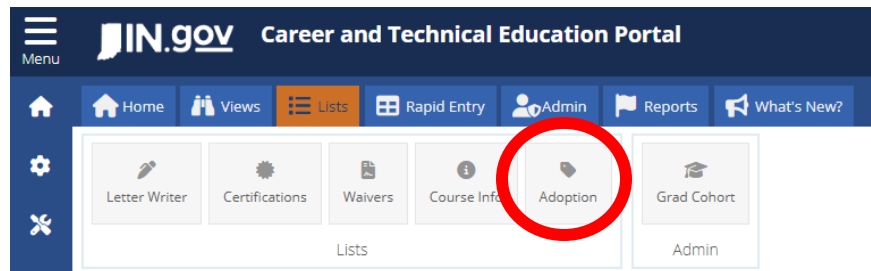 IN.gov Career and Technical Education Portal
Menu
Home Views Lists Rapid Entry Admin Reports What's New?
Letter Writer Certifications Waivers Course Info Adoption Grad Cohort
Lists Admin